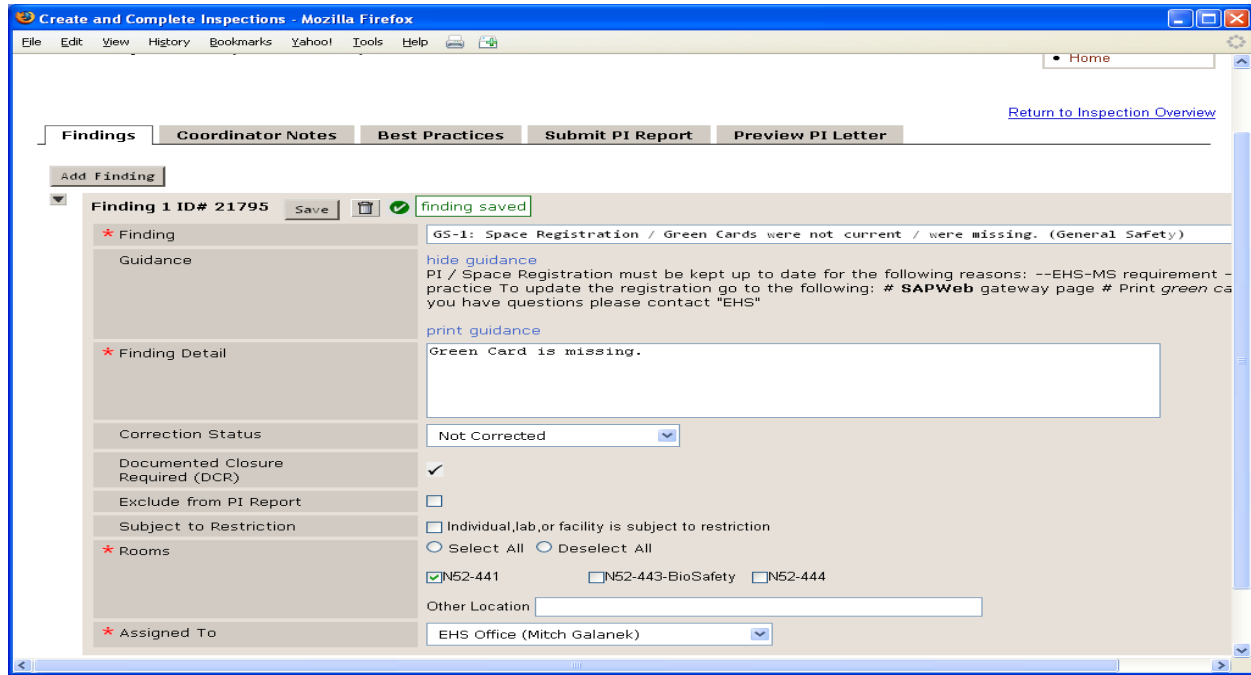 Create and Complete Inspections - Mozilla Firefox
File Edit View History Bookmarks Yahoo! Tools Help
• Home
Return to Inspection Overview
Findings Coordinator Notes Best Practices Submit PI Report Preview PI Letter
Add Finding
Finding 1 ID# 21795 Save finding saved
* Finding GS-1: Space Registration / Green Cards were not current / were missing. (General Safety)
Guidance hide guidance
PI / Space Registration must be kept up to date for the following reasons: --EHS-MS requirement -
practice To update the registration go to the following: # SAPWeb gateway page # Print green ca
you have questions please contact "EHS"
print guidance
* Finding Detail Green Card is missing.
Correction Status Not Corrected
Documented Closure
Required (DCR)
Exclude from PI Report
Subject to Restriction Individual,lab,or facility is subject to restriction
* Rooms Select All Deselect All
N52-441 N52-443-BioSafety N52-444
Other Location
* Assigned To EHS Office (Mitch Galanek)